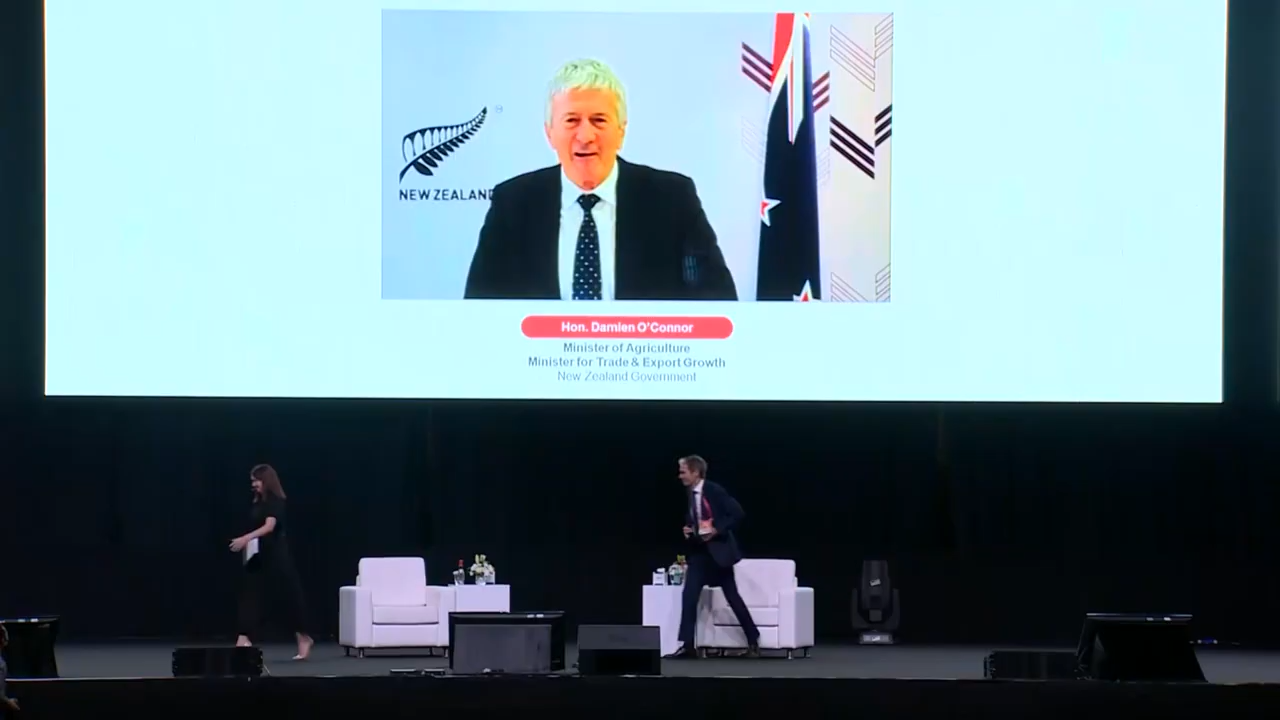 NEW ZEALAND
Hon. Damien O'Connor
Minister of Agriculture
Minister for Trade & Export Growth
New Zealand Government